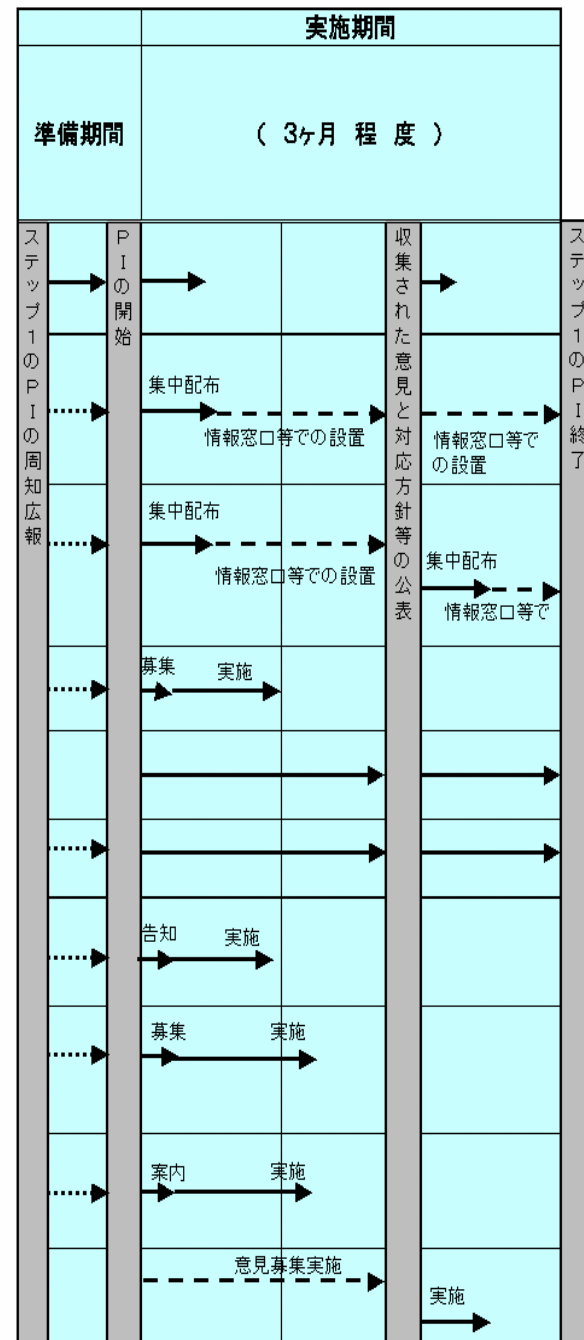 実施期間
準備期間
( 3ヶ月 程 度 )
ステップ1のPIの周知広報
PIの開始
収集された意見と対応方針等の公表
ステップ1のPI終了
集中配布
情報窓口等での設置
情報窓口等で
の設置
集中配布
情報窓口等での設置
集中配布
情報窓口等で
募集
実施
告知
実施
募集
実施
案内
実施
意見募集実施
実施